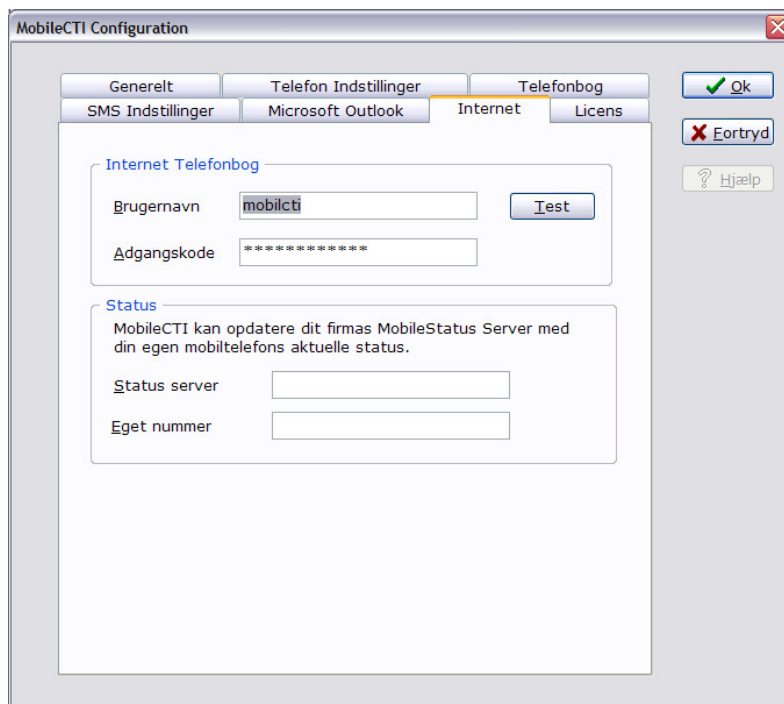 MobileCTI Configuration
Generelt
Telefon Indstillinger
Telefonbog
SMS Indstillinger
Microsoft Outlook
Internet
Licens
Ok
Fortryd
Hjælp
Internet Telefonbog
Brugernavn
mobilcti
Test
Adgangskode
************
Status
MobileCTI kan opdatere dit firmas MobileStatus Server med
din egen mobiltelefons aktuelle status.
Status server
Eget nummer